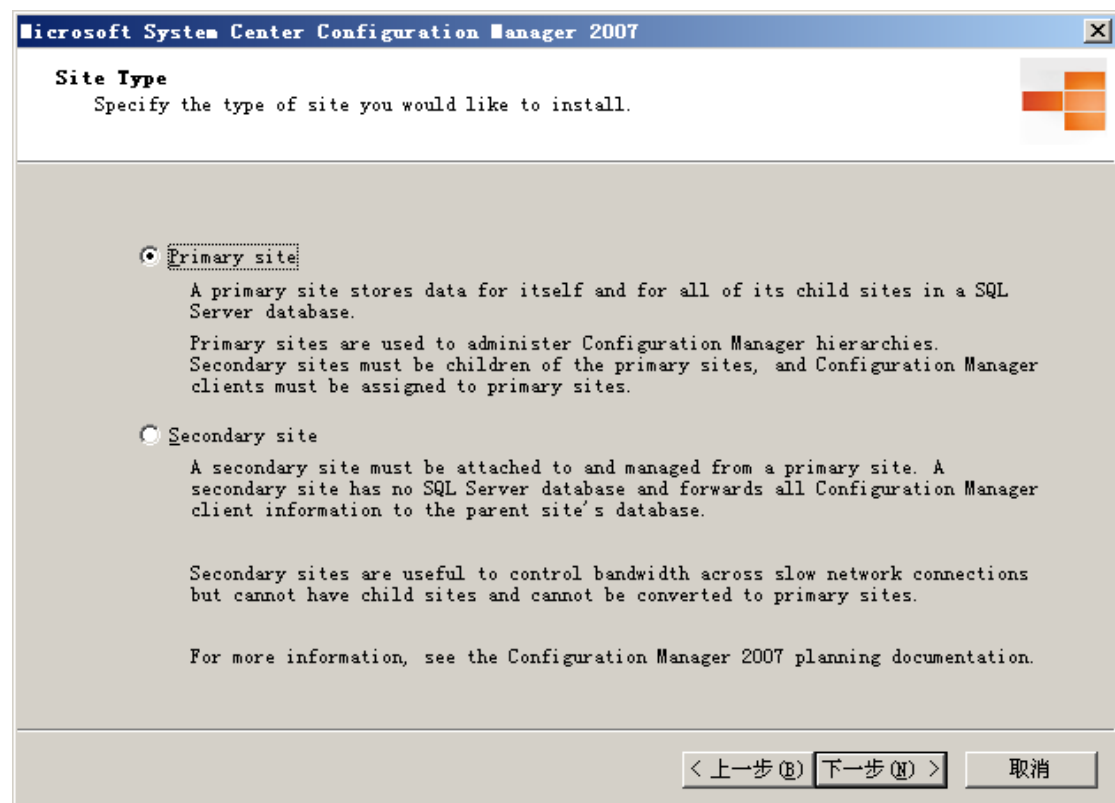 Microsoft System Center Configuration Manager 2007
Site Type
Specify the type of site you would like to install.
Primary site
A primary site stores data for itself and for all of its child sites in a SQL
Server database.
Primary sites are used to administer Configuration Manager hierarchies.
Secondary sites must be children of the primary sites, and Configuration Manager
clients must be assigned to primary sites.
Secondary site
A secondary site must be attached to and managed from a primary site. A
secondary site has no SQL Server database and forwards all Configuration Manager
client information to the parent site's database.
Secondary sites are useful to control bandwidth across slow network connections
but cannot have child sites and cannot be converted to primary sites.
For more information, see the Configuration Manager 2007 planning documentation.
< 上一步(B) 下一步(N) > 取消